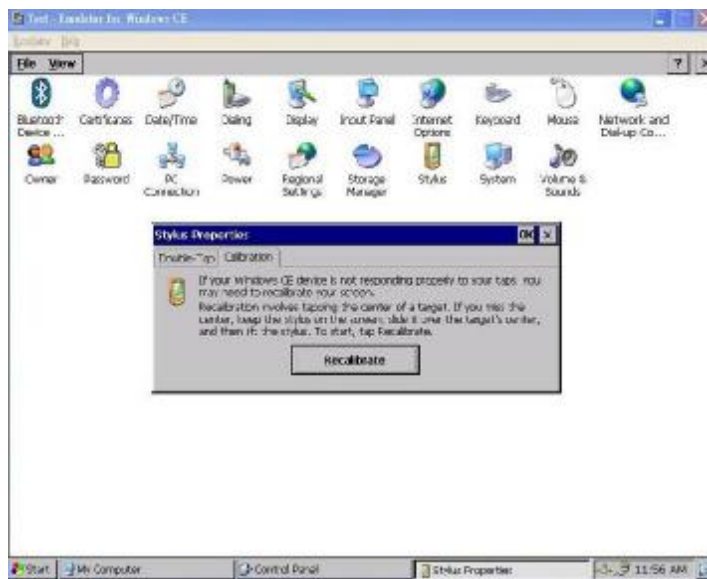 Test - Emulator for Windows CE
Emulator Help
File View
?
Bluetooth Device ...
Certificates
Date/Time
Dialing
Display
Input Panel
Internet Options
Keyboard
Mouse
Network and Dial-up Co...
Owner
Password
PC Connection
Power
Regional Settings
Storage Manager
Stylus
System
Volume & Sounds
Stylus Properties
OK
Double-Tap
Calibration
If your Windows CE device is not responding properly to your taps, you
may need to recalibrate your screen.
Recalibration involves tapping the center of a target. If you miss the
center, keep the stylus on the screen, slide it over the target's center,
and then lift the stylus. To start, tap Recalibrate.
Recalibrate
Start
My Computer
Control Panel
Stylus Properties
11:56 AM